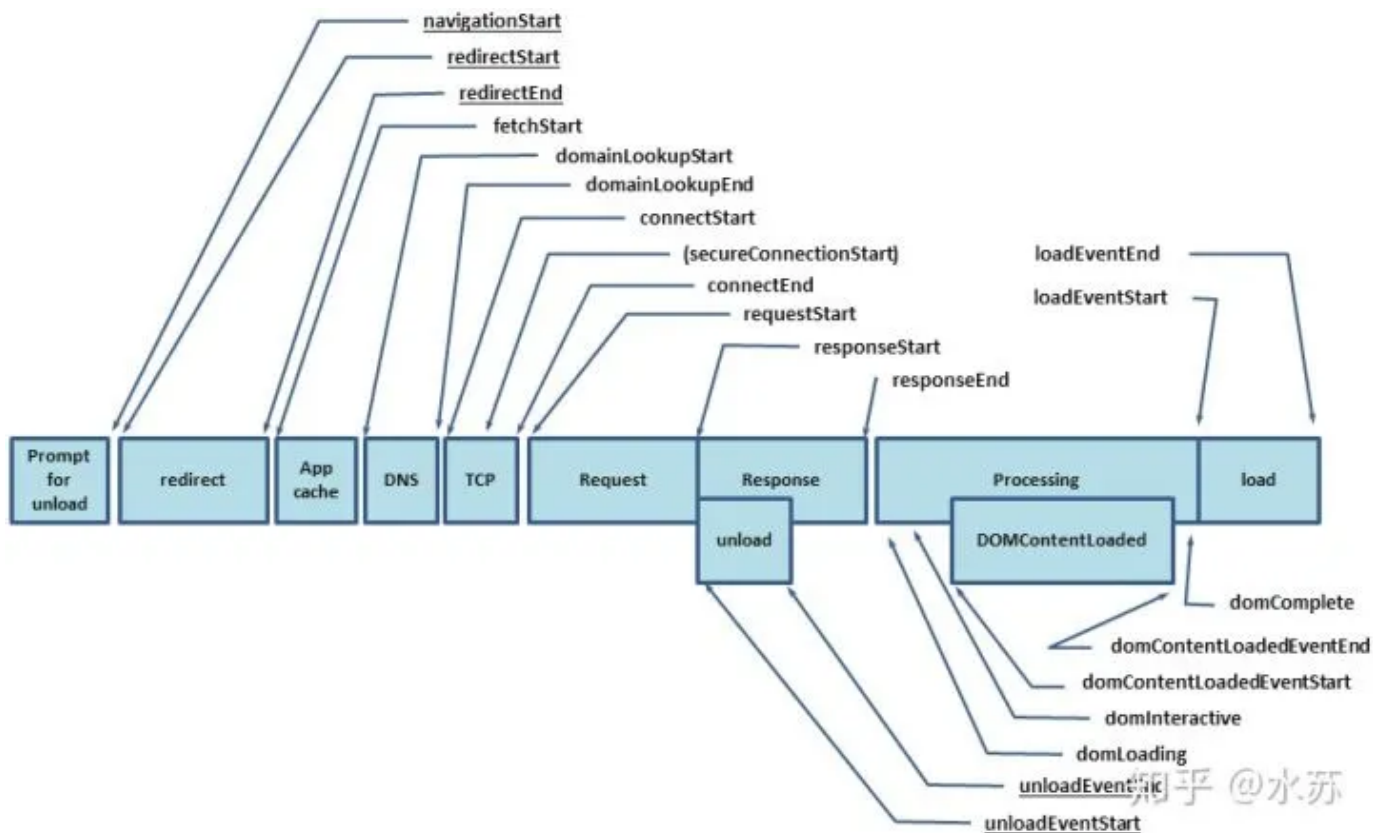 navigationStart
redirectStart
redirectEnd
fetchStart
domainLookupStart
domainLookupEnd
connectStart
(secureConnectionStart)
connectEnd
requestStart
responseStart
responseEnd
loadEventEnd
loadEventStart
Prompt
for
unload
redirect
App
cache
DNS
TCP
Request
Response
unload
Processing
DOMContentLoaded
load
domComplete
domContentLoadedEventEnd
domContentLoadedEventStart
domInteractive
domLoading
unloadEventStart
知乎 @水苏